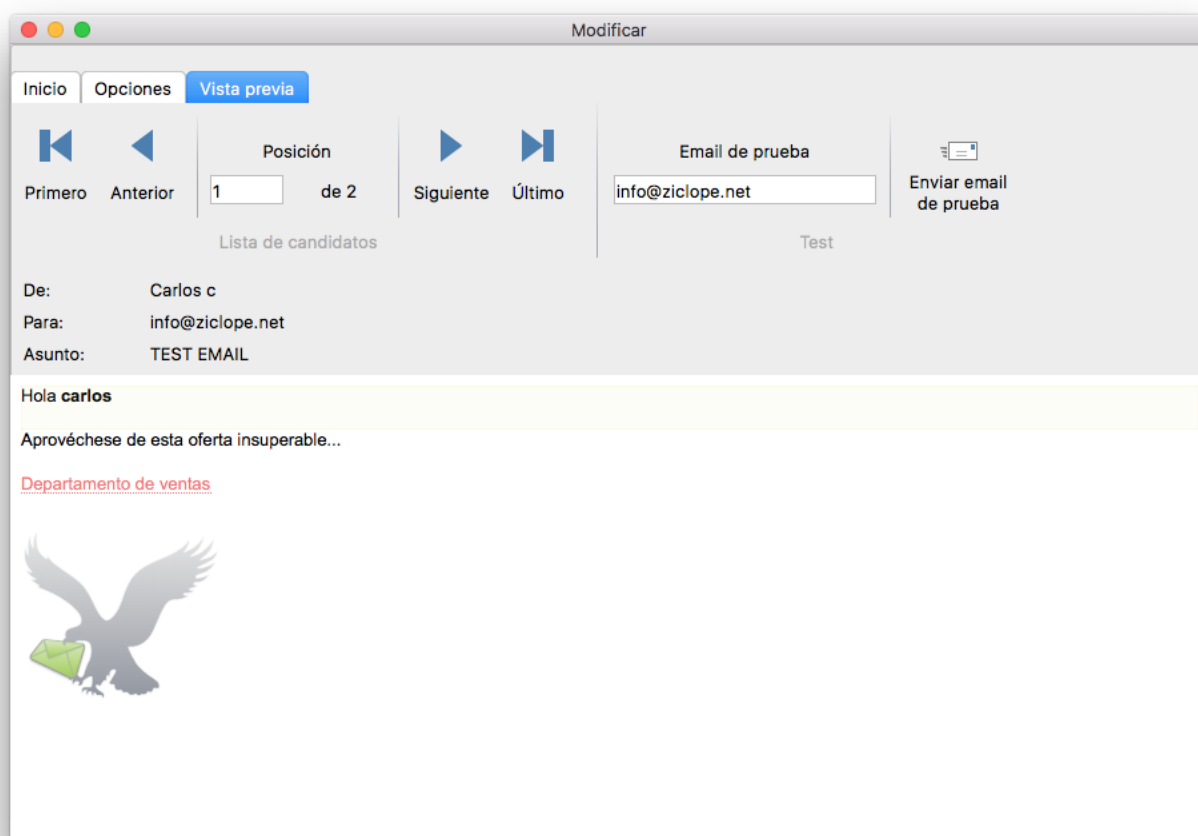 Modificar
Inicio Opciones Vista previa
Posición
Email de prueba
Primero Anterior 1 de 2 Siguiente Último info@ziclope.net Enviar email
de prueba
Lista de candidatos Test
De: Carlos c
Para: info@ziclope.net
Asunto: TEST EMAIL
Hola carlos
Aprovéchese de esta oferta insuperable...
Departamento de ventas